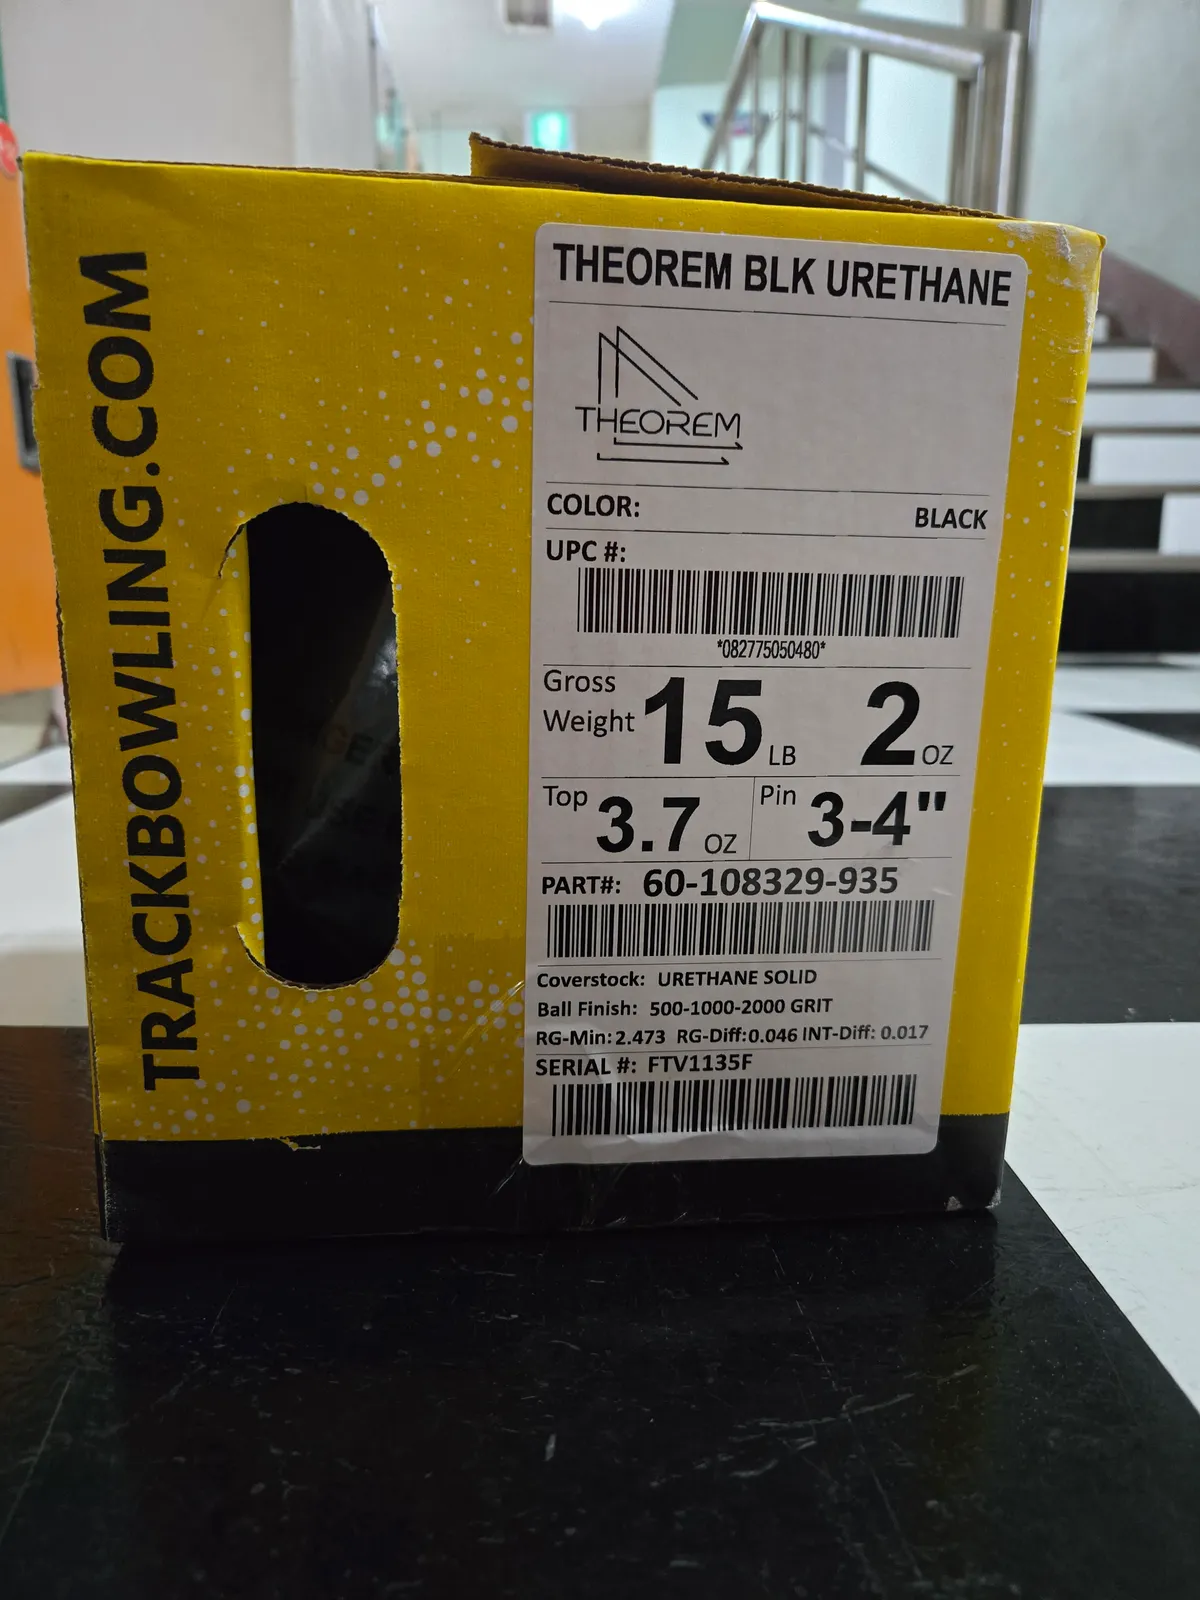 TRACKBOWLING.COM
THEOREM BLK URETHANE
THEOREM
COLOR: BLACK
UPC #:
*082775050480*
Gross Weight 15 LB 2 OZ
Top 3.7 OZ Pin 3-4"
PART#: 60-108329-935
Coverstock: URETHANE SOLID
Ball Finish: 500-1000-2000 GRIT
RG-Min: 2.473 RG-Diff: 0.046 INT-Diff: 0.017
SERIAL #: FTV1135F